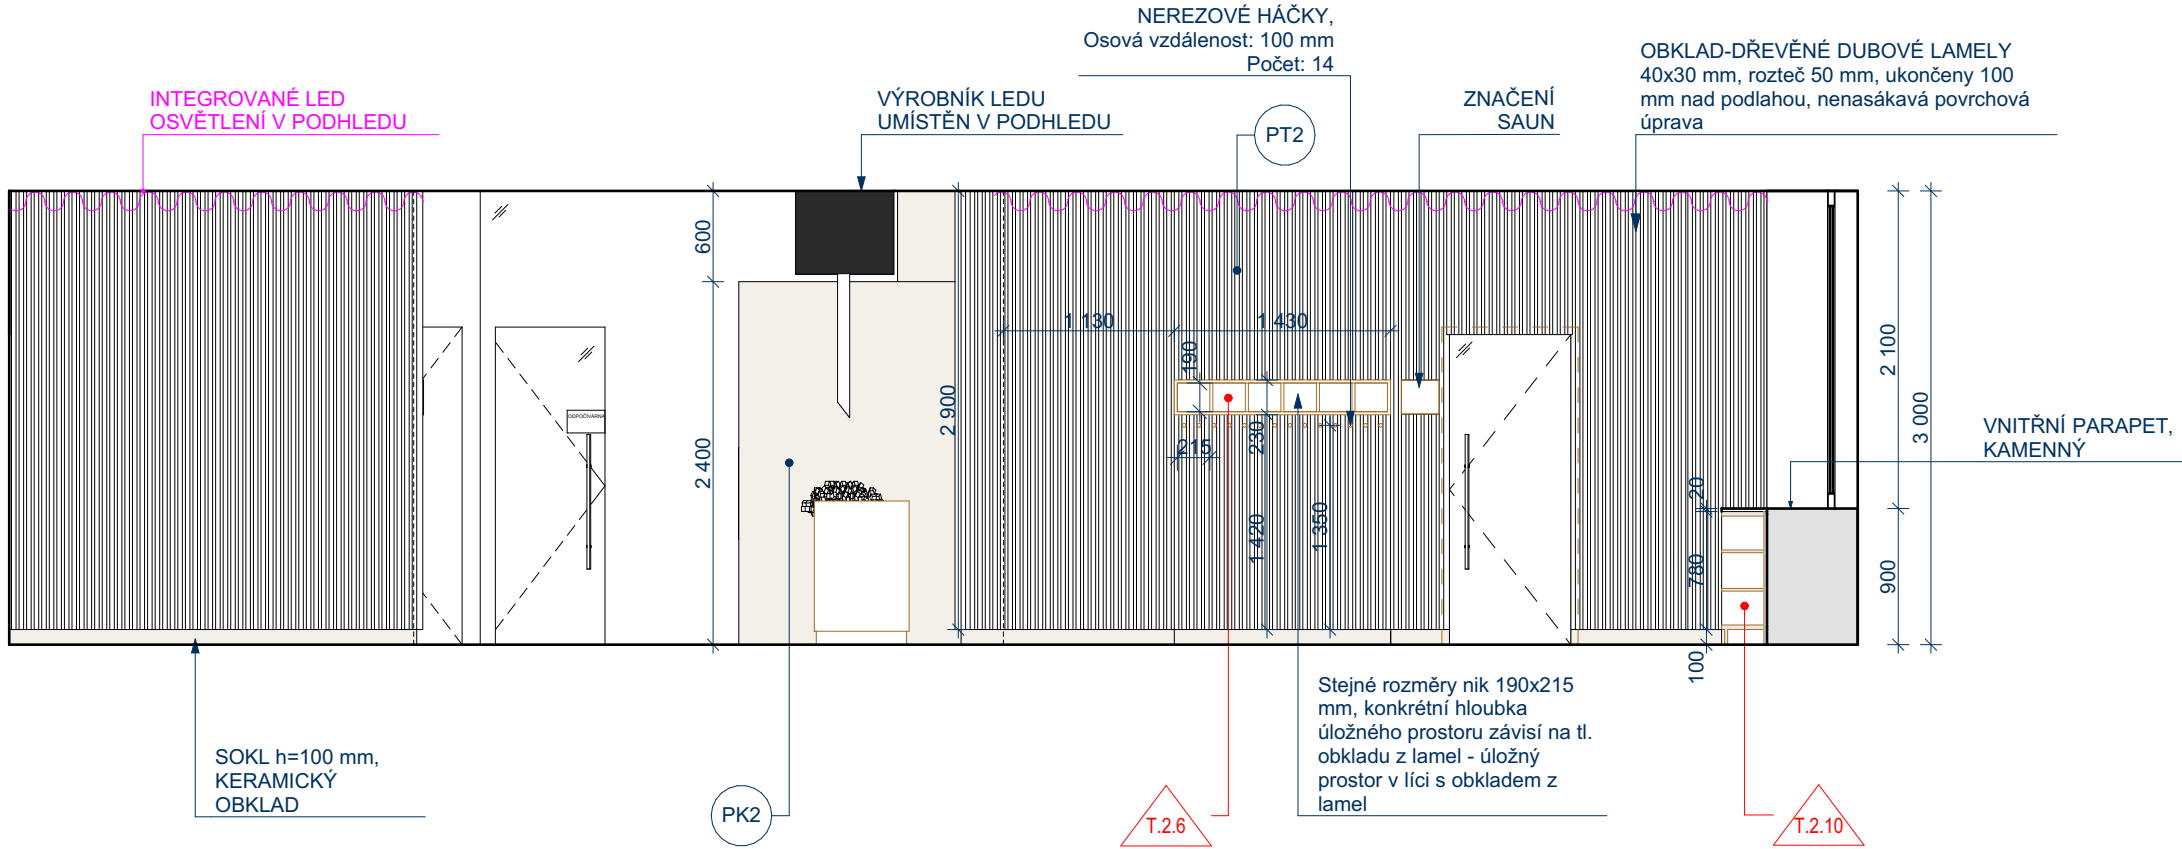 NEREZOVÉ HÁČKY,
Osová vzdálenost: 100 mm
Počet: 14
OBKLAD-DŘEVĚNÉ DUBOVÉ LAMELY
40x30 mm, rozteč 50 mm, ukončeny 100
mm nad podlahou, nenasákavá povrchová
úprava
INTEGROVANÉ LED
OSVĚTLENÍ V PODHLEDU
VÝROBNÍK LEDU
UMÍSTĚN V PODHLEDU
ZNAČENÍ
SAUN
PT2
600
2 400
2 900
1 130
1 430
190
215
230
1 420
1 350
20
780
100
2 100
900
3 000
ODPOČÍVÁRNA
VNITŘNÍ PARAPET,
KAMENNÝ
SOKL h=100 mm,
KERAMICKÝ
OBKLAD
PK2
T.2.6
Stejné rozměry nik 190x215
mm, konkrétní hloubka
úložného prostoru závisí na tl.
obkladu z lamel - úložný
prostor v líci s obkladem z
lamel
T.2.10